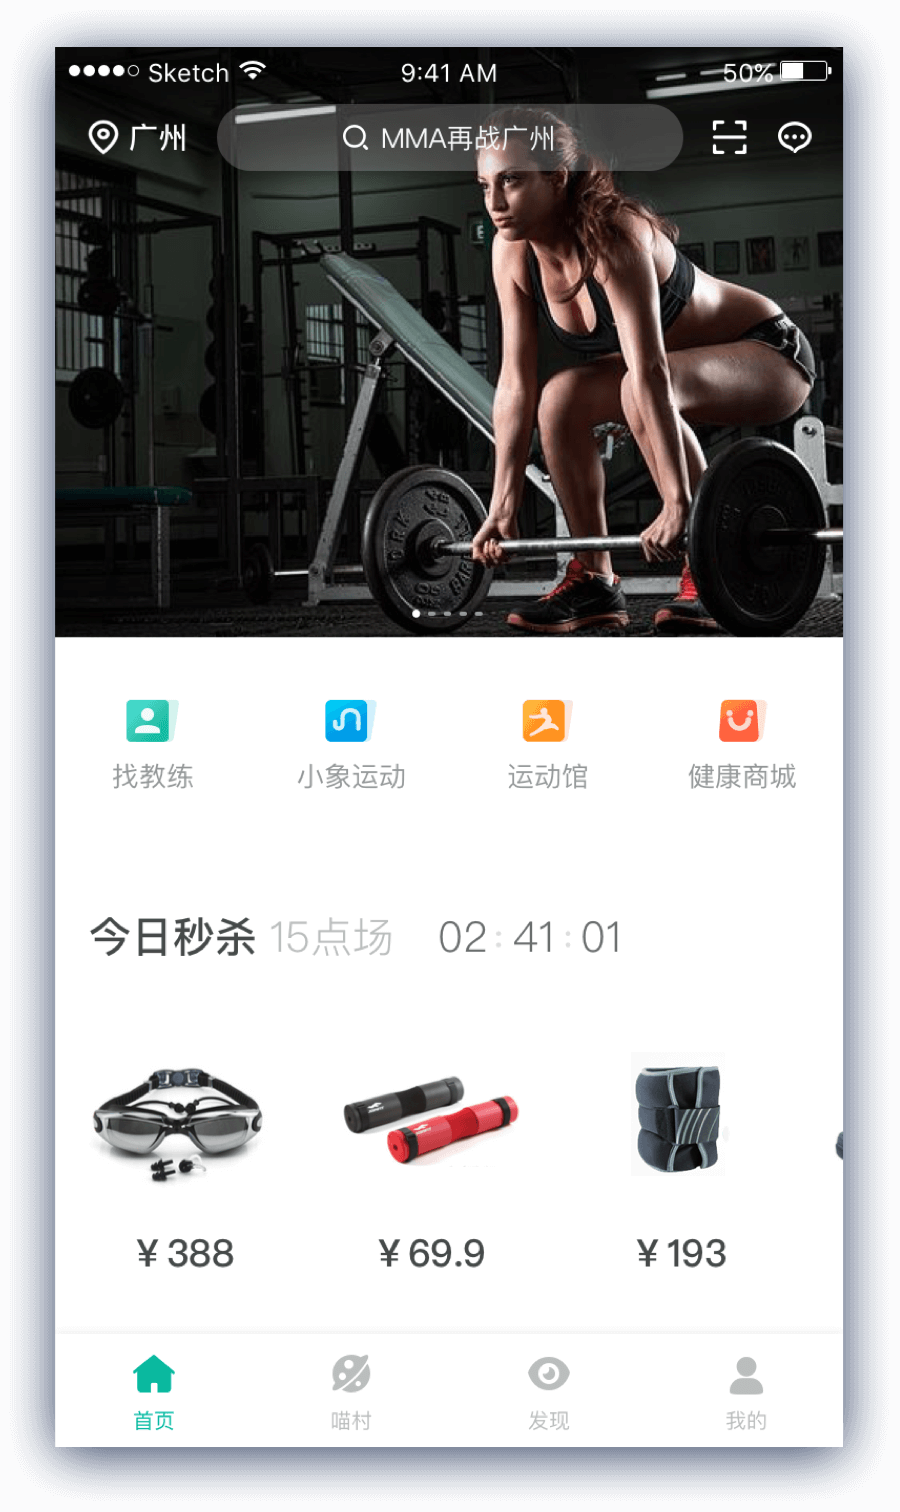 Sketch 9:41 AM 50%
广州 MMA再战广州
YORK
找教练 小象运动 运动馆 健康商城
今日秒杀 15点场 02:41:01
¥ 388 ¥ 69.9 ¥ 193
首页 喵村 发现 我的